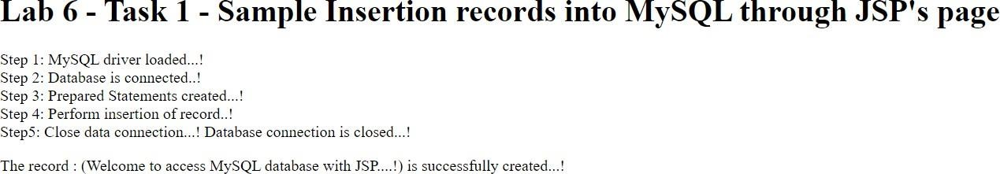 Lab 6 - Task 1 - Sample Insertion records into MySQL through JSP's page
Step 1: MySQL driver loaded...!
Step 2: Database is connected..!
Step 3: Prepared Statements created...!
Step 4: Perform insertion of record..!
Step5: Close data connection...! Database connection is closed...!
The record : (Welcome to access MySQL database with JSP....!) is successfully created...!